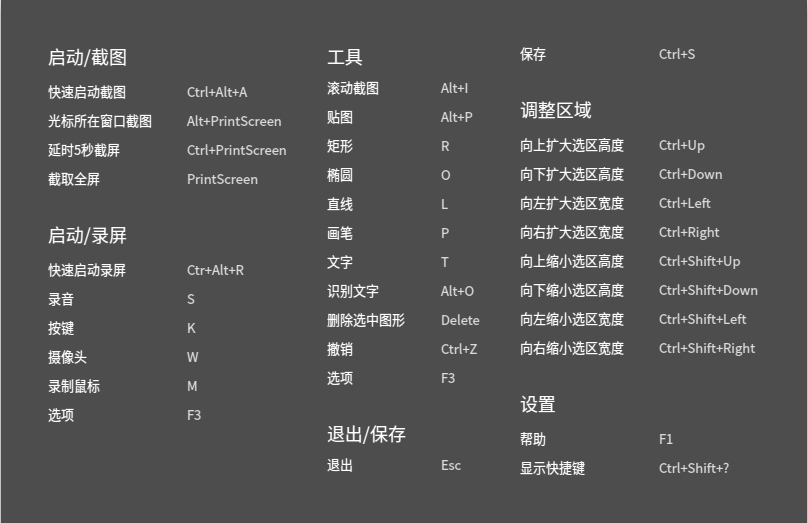 启动/截图
快速启动截图 Ctrl+Alt+A
光标所在窗口截图 Alt+PrintScreen
延时5秒截屏 Ctrl+PrintScreen
截取全屏 PrintScreen
启动/录屏
快速启动录屏 Ctr+Alt+R
录音 S
按键 K
摄像头 W
录制鼠标 M
选项 F3
工具
滚动截图 Alt+I
贴图 Alt+P
矩形 R
椭圆 O
直线 L
画笔 P
文字 T
识别文字 Alt+O
删除选中图形 Delete
撤销 Ctrl+Z
选项 F3
退出/保存
退出 Esc
保存 Ctrl+S
调整区域
向上扩大选区高度 Ctrl+Up
向下扩大选区高度 Ctrl+Down
向左扩大选区宽度 Ctrl+Left
向右扩大选区宽度 Ctrl+Right
向上缩小选区高度 Ctrl+Shift+Up
向下缩小选区高度 Ctrl+Shift+Down
向左缩小选区宽度 Ctrl+Shift+Left
向右缩小选区宽度 Ctrl+Shift+Right
设置
帮助 F1
显示快捷键 Ctrl+Shift+?